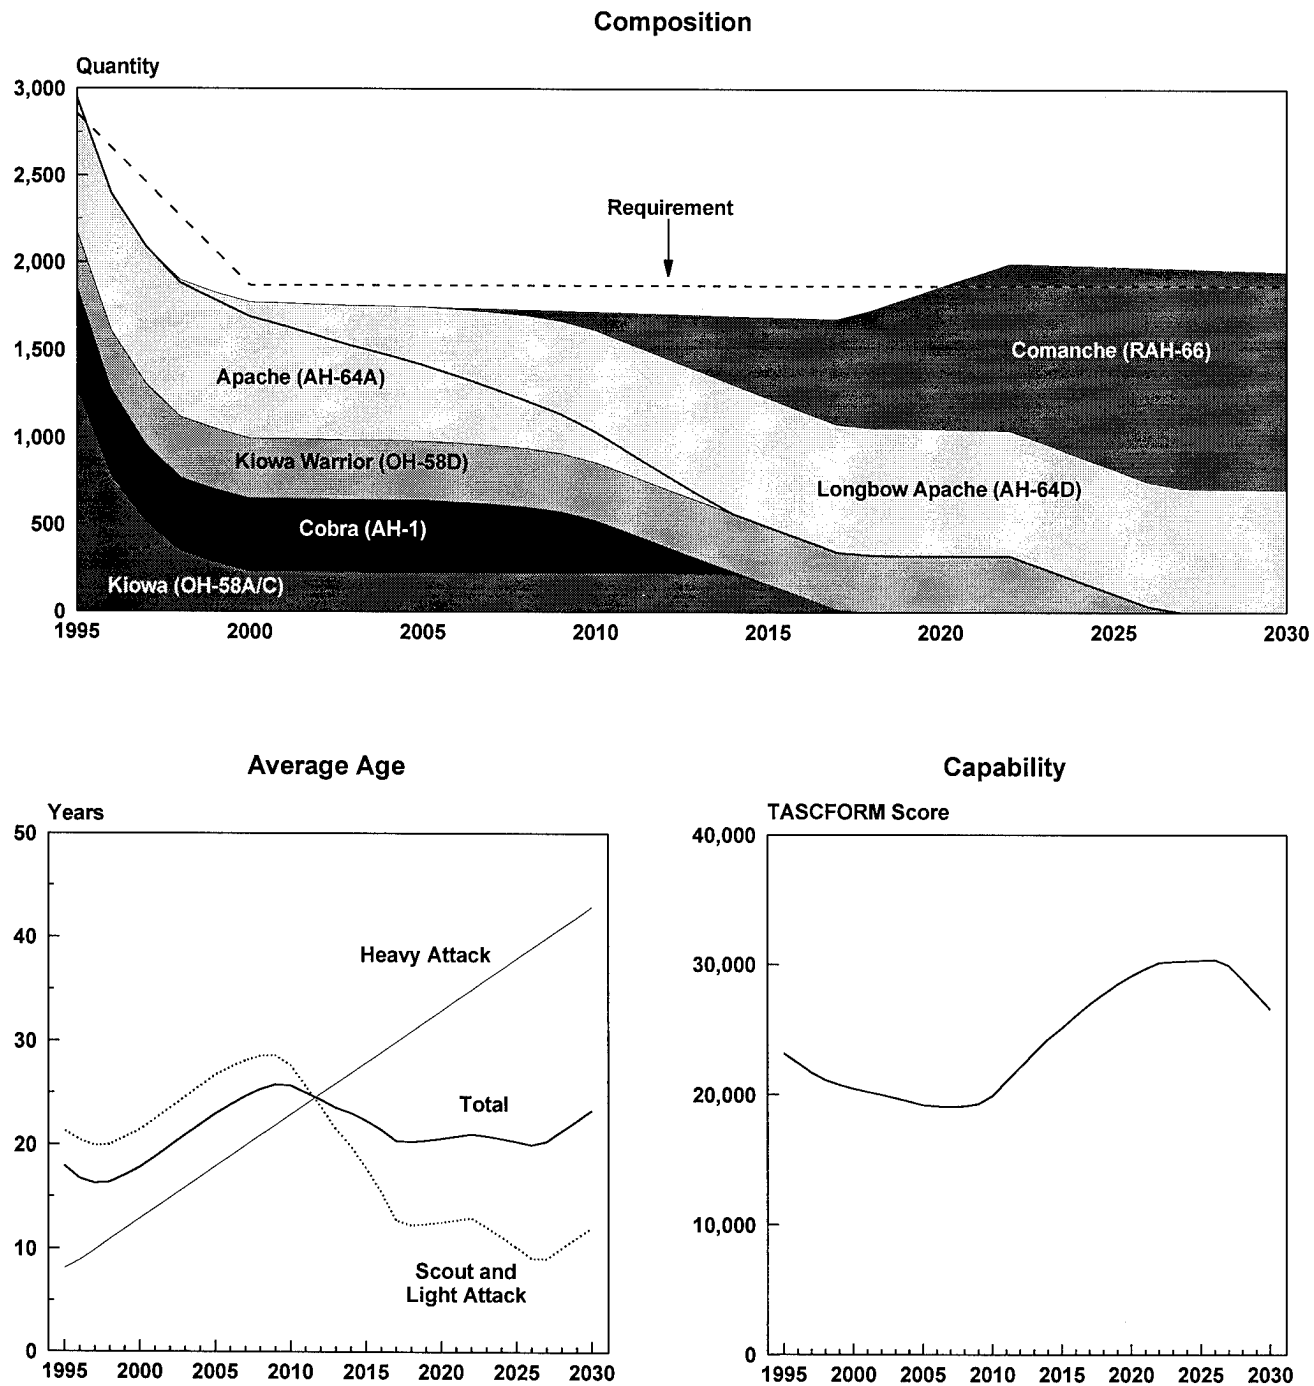 Composition
Quantity
3,000
2,500
2,000
1,500
1,000
500
0
Requirement
Comanche (RAH-66)
Apache (AH-64A)
Kiowa Warrior (OH-58D)
Longbow Apache (AH-64D)
Cobra (AH-1)
Kiowa (OH-58A/C)
1995 2000 2005 2010 2015 2020 2025 2030
Average Age
Years
50
40
30
20
10
0
Heavy Attack
Total
Scout and
Light Attack
1995 2000 2005 2010 2015 2020 2025 2030
Capability
TASCFORM Score
40,000
30,000
20,000
10,000
0
1995 2000 2005 2010 2015 2020 2025 2030